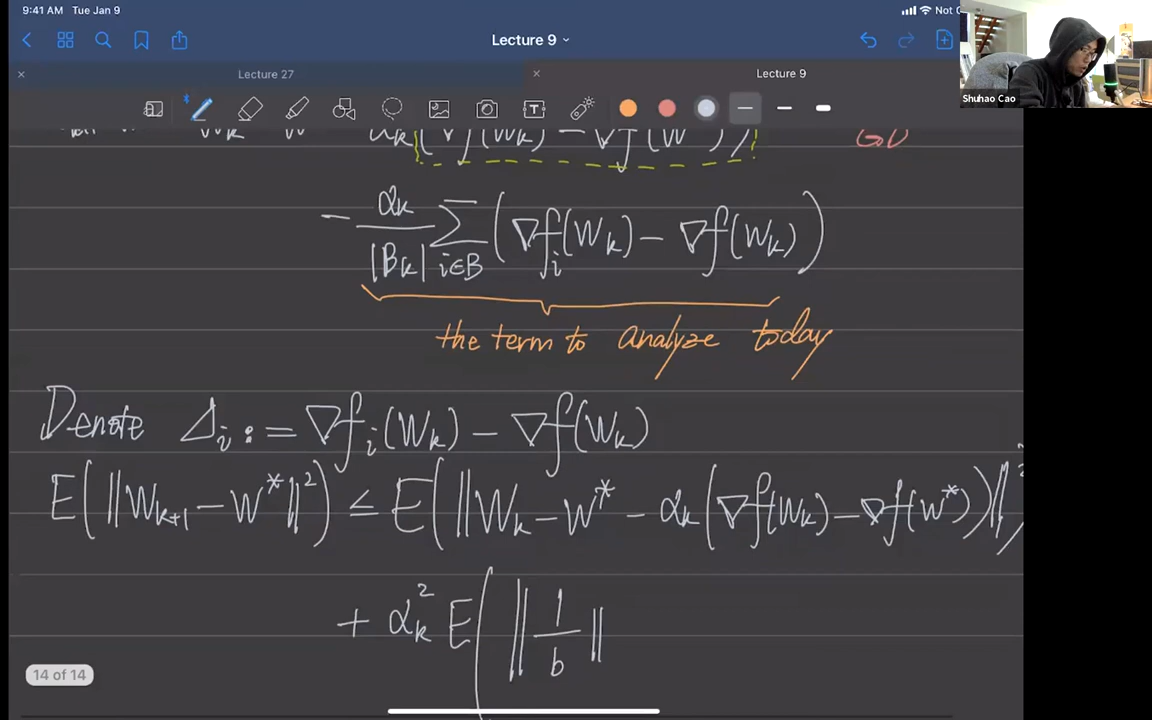 9:41 AM Tue Jan 9
Not
Lecture 9
Lecture 27
Lecture 9
Shuhao Cao
GD
− αk/|Bk| ∑i∈B (∇fi(Wk) − ∇f(Wk))
the term to analyze today
Denote Δi := ∇fi(Wk) − ∇f(Wk)
E(‖Wk+1 − W*‖²) ≤ E(‖Wk − W* − αk(∇f(Wk) − ∇f(W*))‖²)
+ αk² E(‖ 1/b ‖
14 of 14